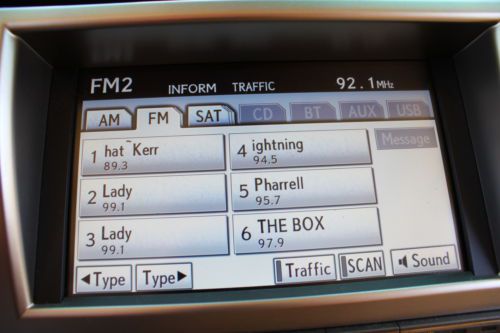 FM2 INFORM TRAFFIC 92.1MHz
AM FM SAT CD BT AUX USB
1 hat~Kerr
89.3
4 ightning
94.5
Message
2 Lady
99.1
5 Pharrell
95.7
3 Lady
99.1
6 THE BOX
97.9
◀Type Type▶ Traffic SCAN Sound